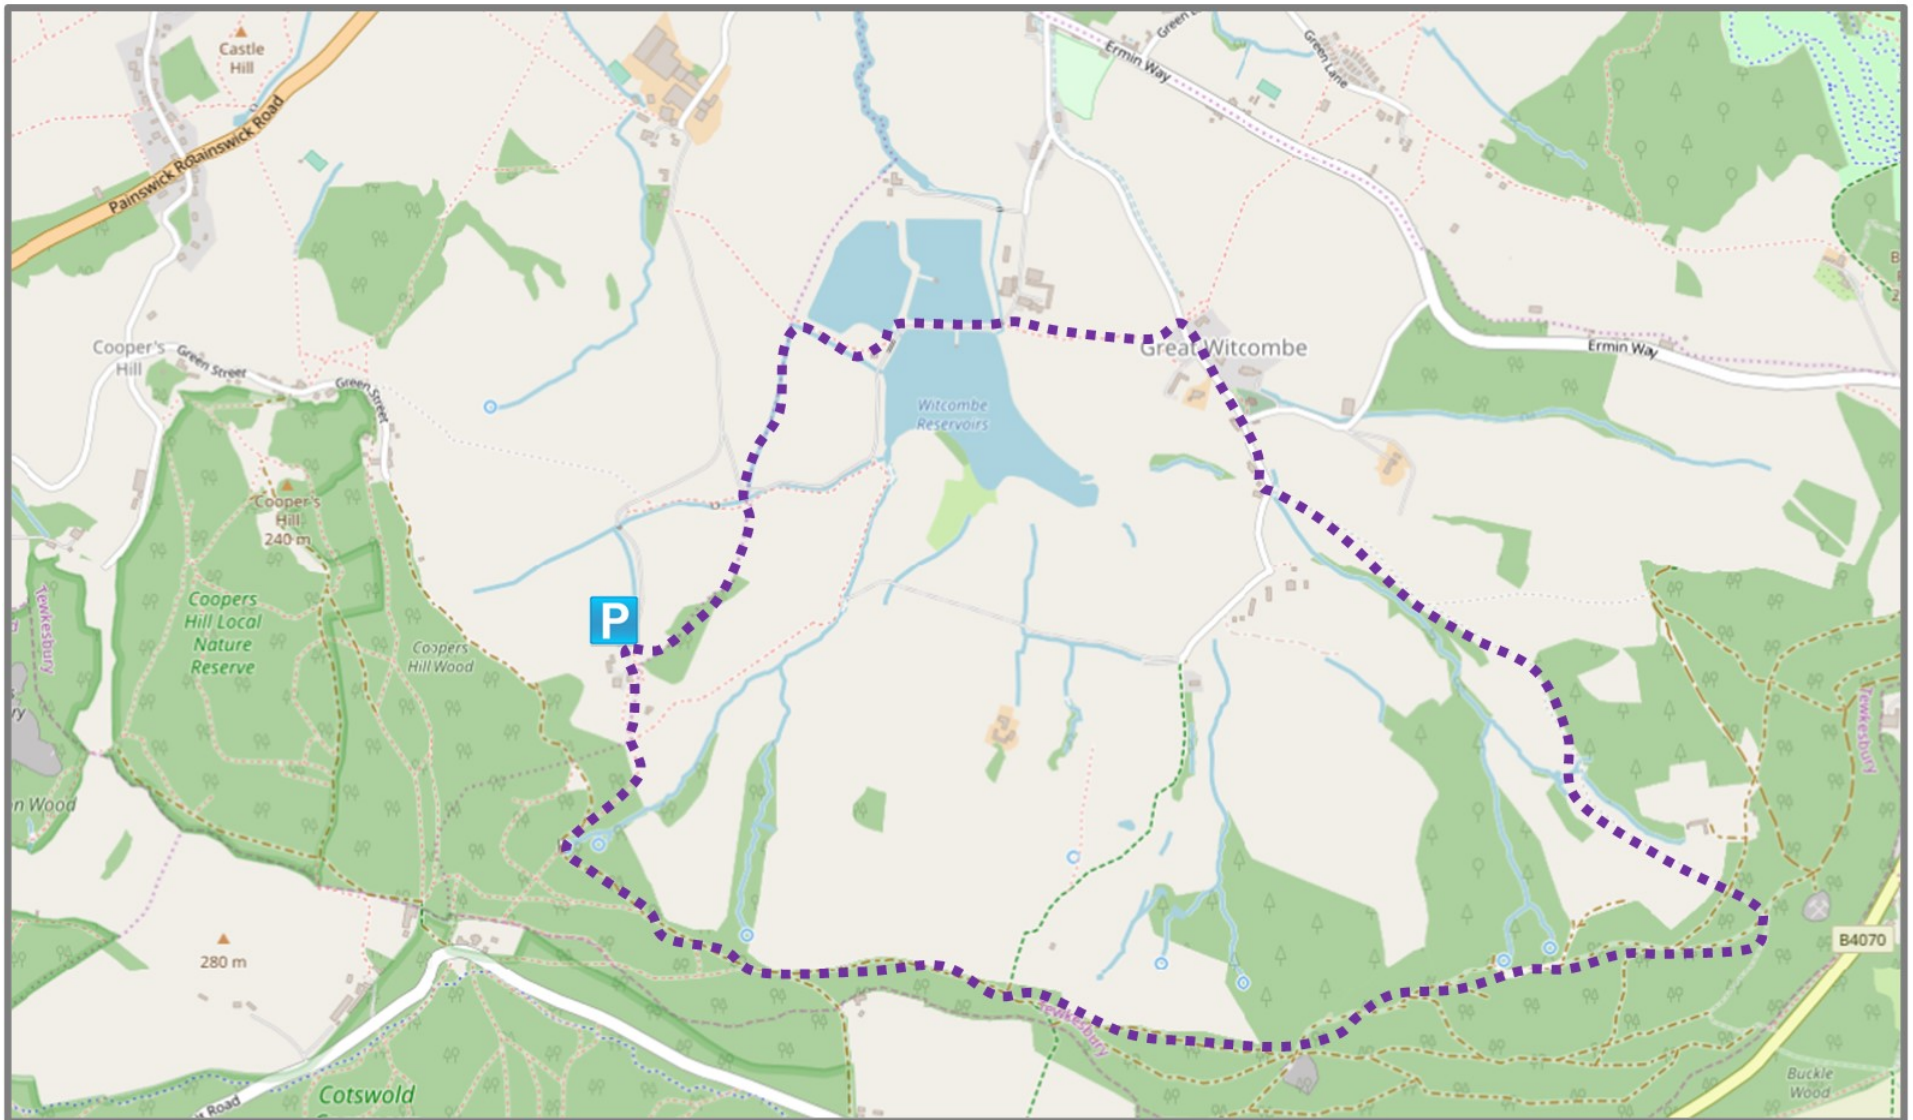 Castle
Hill
Painswick Road
Ermin Way
Green Lane
Cooper's
Hill
Green Street
Green Street
Great Witcombe
Ermin Way
Witcombe
Reservoirs
Cooper's
Hill
240 m
Tewkesbury
Coopers
Hill Local
Nature
Reserve
Coopers
Hill Wood
P
Tewkesbury
n Wood
280 m
B4070
Tewkesbury
Buckle
Wood
Cotswold
Road